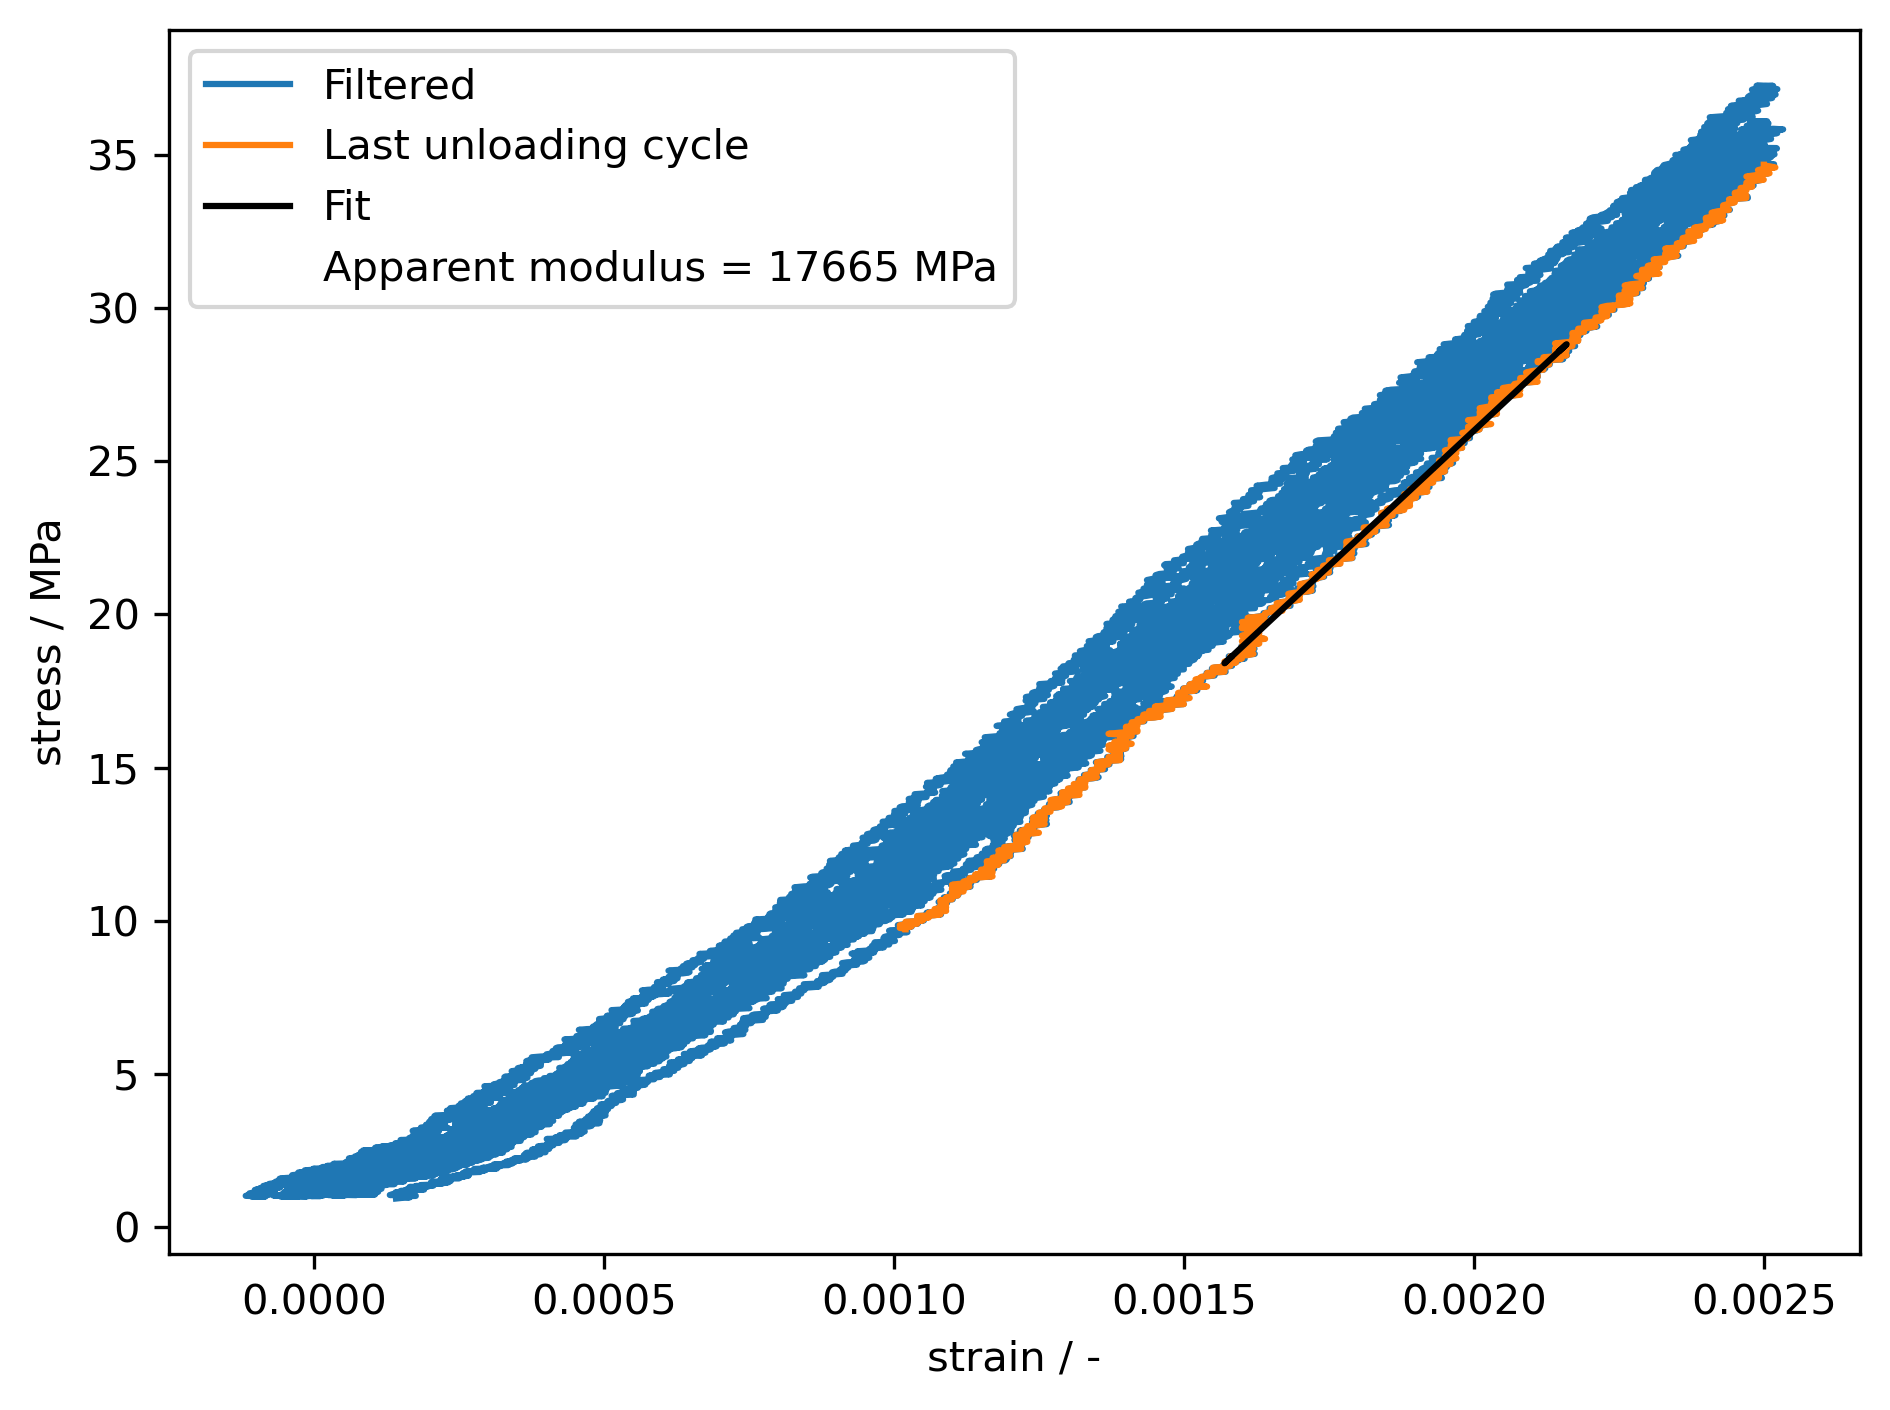 Filtered
Last unloading cycle
Fit
Apparent modulus = 17665 MPa
35
30
25
20
15
10
5
0
stress / MPa
0.0000 0.0005 0.0010 0.0015 0.0020 0.0025
strain / -